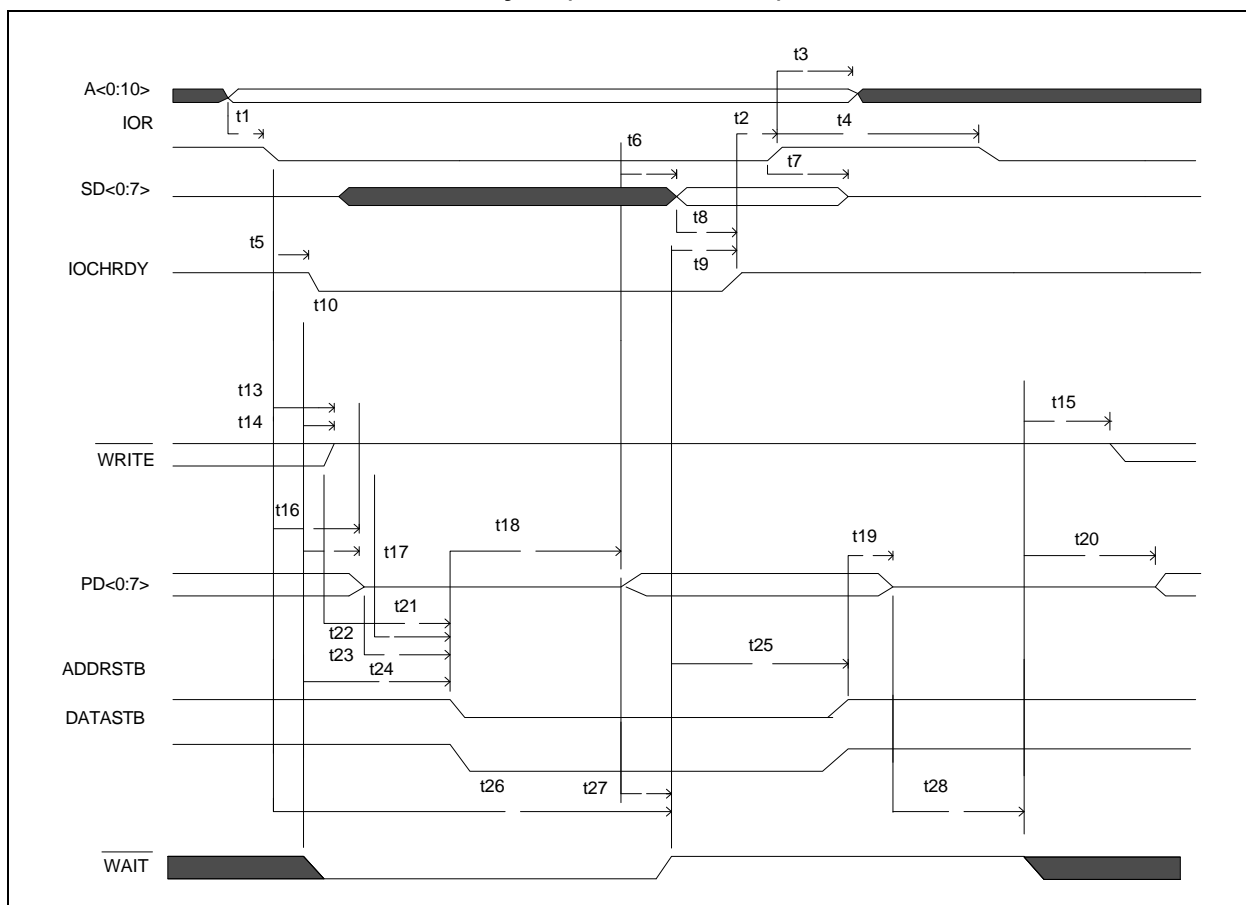 t3
A<0:10>
t1
t2
t4
IOR
t6
t7
SD<0:7>
t8
t5
t9
IOCHRDY
t10
t13
t15
t14
WRITE
t16
t18
t19
t20
t17
PD<0:7>
t21
t22
t23
t25
ADDRSTB
t24
DATASTB
t26
t27
t28
WAIT